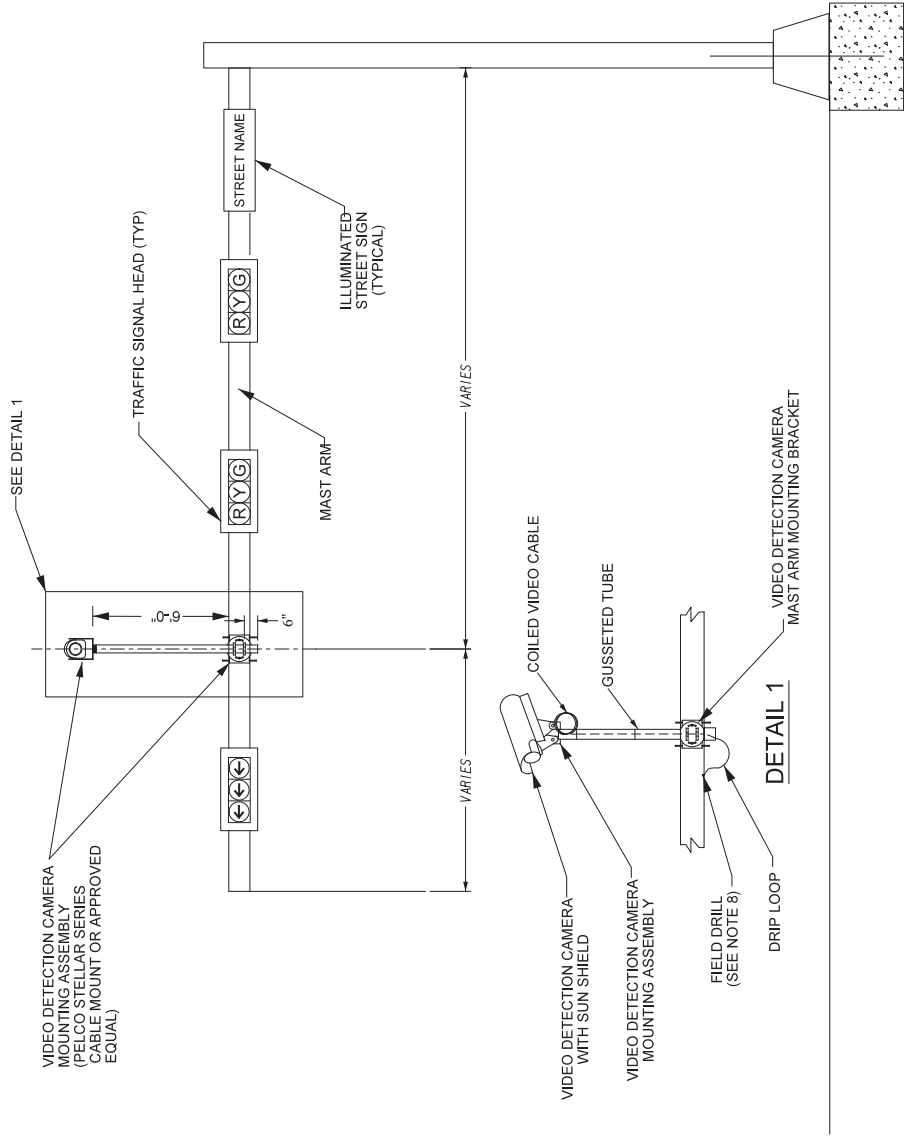 SEE DETAIL 1
VIDEO DETECTION CAMERA
MOUNTING ASSEMBLY
(PELCO STELLAR SERIES
CABLE MOUNT OR APPROVED
EQUAL)
TRAFFIC SIGNAL HEAD (TYP)
6'-0"
6"
R Y G
R Y G
STREET NAME
MAST ARM
ILLUMINATED
STREET SIGN
(TYPICAL)
VARIES
VARIES
COILED VIDEO CABLE
GUSSETED TUBE
VIDEO DETECTION CAMERA
WITH SUN SHIELD
VIDEO DETECTION CAMERA
MOUNTING ASSEMBLY
FIELD DRILL
(SEE NOTE 8)
DRIP LOOP
VIDEO DETECTION CAMERA
MAST ARM MOUNTING BRACKET
DETAIL 1